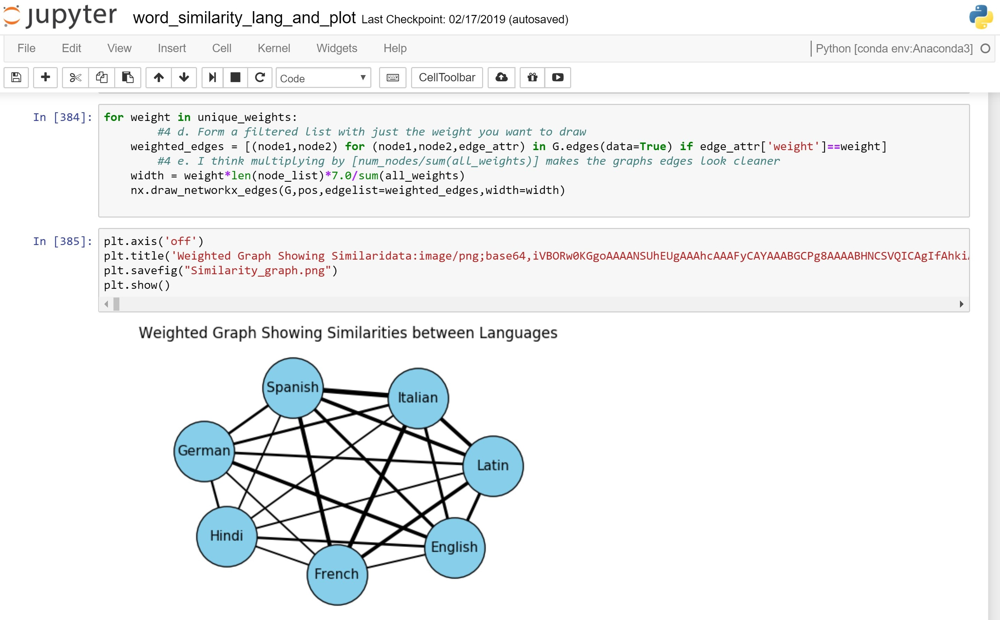 jupyter word_similarity_lang_and_plot Last Checkpoint: 02/17/2019 (autosaved)
File Edit View Insert Cell Kernel Widgets Help Python [conda env:Anaconda3]
Code CellToolbar
In [384]: for weight in unique_weights:
#4 d. Form a filtered list with just the weight you want to draw
weighted_edges = [(node1,node2) for (node1,node2,edge_attr) in G.edges(data=True) if edge_attr['weight']==weight]
#4 e. I think multiplying by [num_nodes/sum(all_weights)] makes the graphs edges look cleaner
width = weight*len(node_list)*7.0/sum(all_weights)
nx.draw_networkx_edges(G,pos,edgelist=weighted_edges,width=width)
In [385]: plt.axis('off')
plt.title('Weighted Graph Showing Similaridata:image/png;base64,iVBORw0KGgoAAAANSUhEUgAAAhcAAAFyCAYAAABGCPg8AAAABHNCSVQICAgIfAhki
plt.savefig("Similarity_graph.png")
plt.show()
Weighted Graph Showing Similarities between Languages
Spanish
Italian
German
Latin
Hindi
English
French